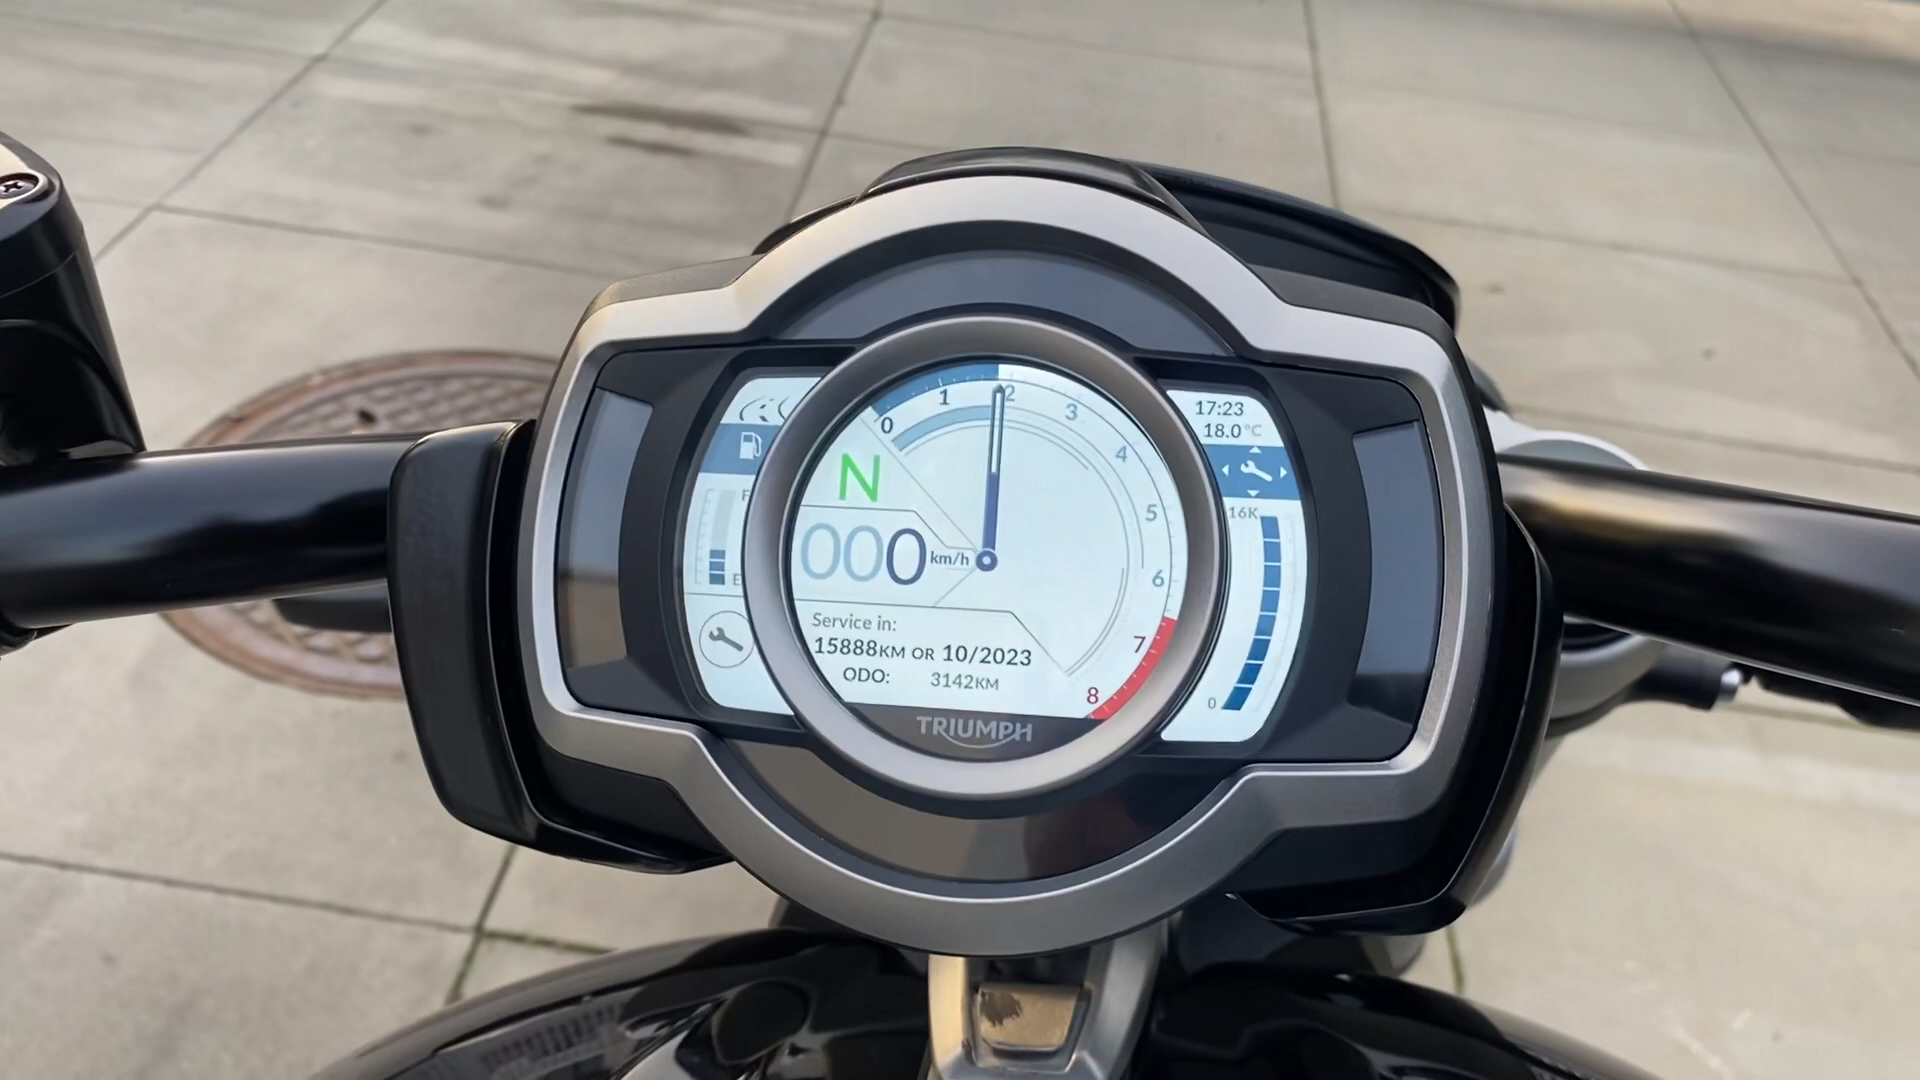 17:23
18.0 °C
0 1 2 3 4 5 6 7 8
N
F
E
000 km/h
16K
0
Service in:
15888KM OR 10/2023
ODO: 3142KM
TRIUMPH